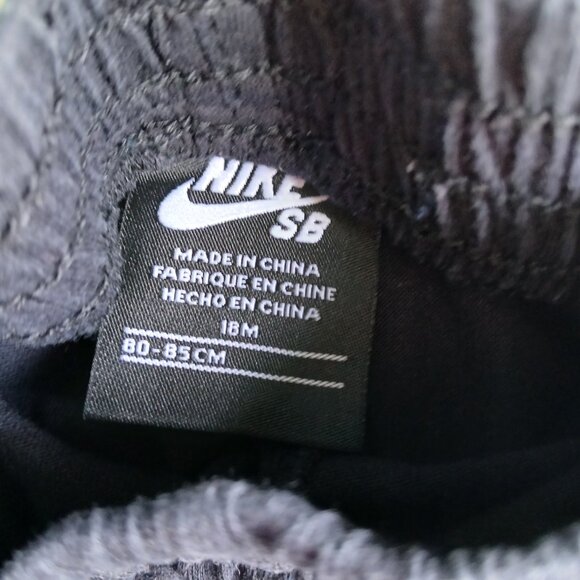 NIKE
SB
MADE IN CHINA
FABRIQUE EN CHINE
HECHO EN CHINA
18M
80-85CM